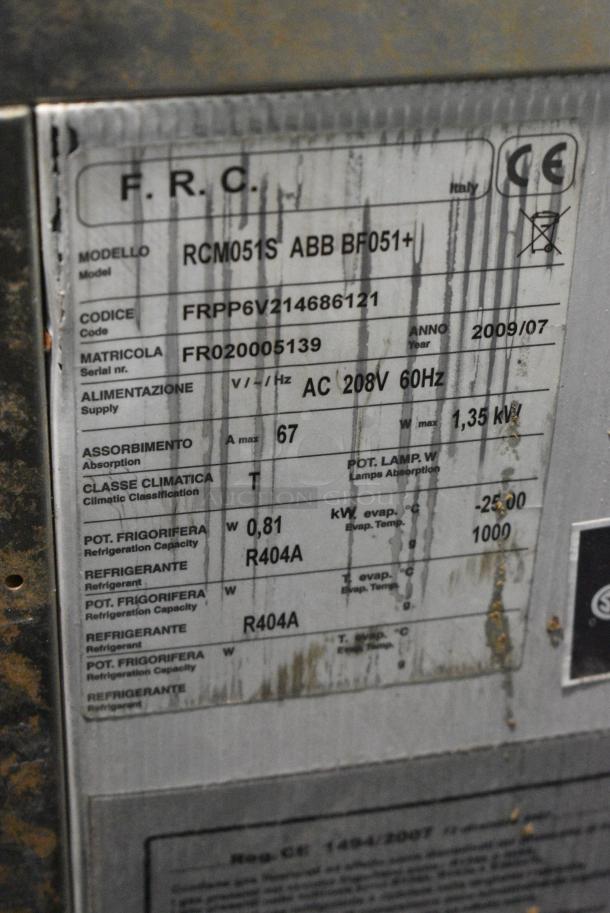 F. R. C. Italy CE
MODELLO RCM051S ABB BF051+
Model
CODICE FRPP6V214686121
Code
MATRICOLA FR020005139 ANNO 2009/07
Serial nr. Year
ALIMENTAZIONE V/~/Hz AC 208V 60Hz
Supply
ASSORBIMENTO A max 67 W max 1,35 kW
Absorption
CLASSE CLIMATICA T POT. LAMP. W
Climatic Classification Lamps Absorption
POT. FRIGORIFERA W 0,81 kW evap. °C -25,00
Refrigeration Capacity Evap. Temp.
REFRIGERANTE R404A g 1000
Refrigerant
POT. FRIGORIFERA W T. evap. °C
Refrigeration Capacity Evap. Temp.
REFRIGERANTE R404A g
Refrigerant
POT. FRIGORIFERA W T. evap. °C
Refrigeration Capacity Evap. Temp.
REFRIGERANTE g
Refrigerant
AUCTION GROUP
Reg. CE 1494/2007